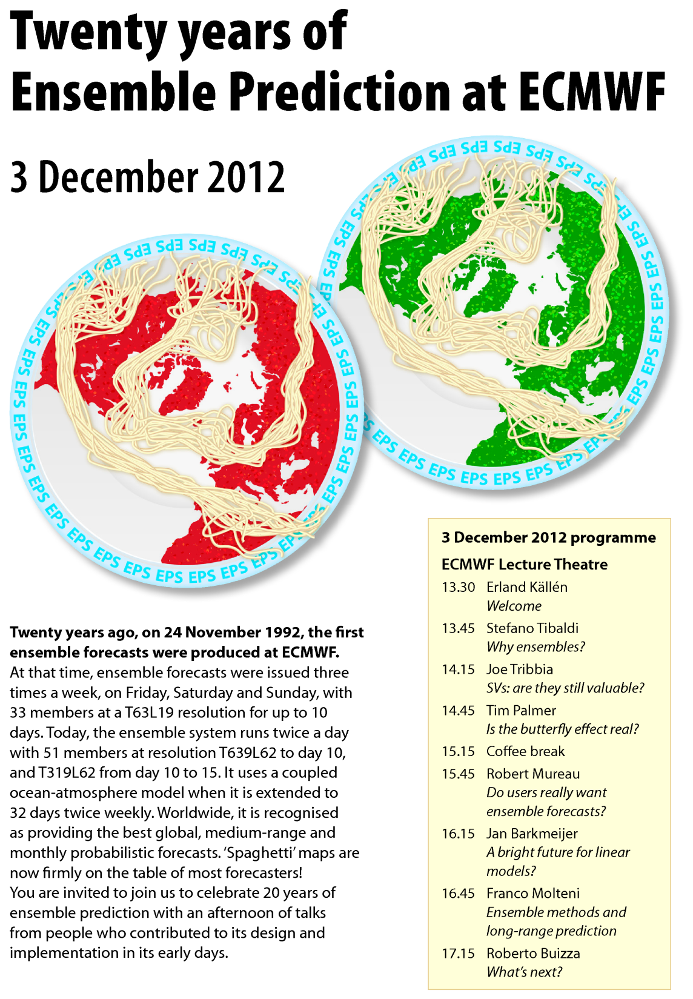 Twenty years of
Ensemble Prediction at ECMWF
3 December 2012
EPS EPS EPS EPS EPS EPS EPS EPS EPS EPS EPS EPS EPS EPS EPS EPS EPS EPS EPS EPS EPS EPS EPS EPS EPS EPS EPS EPS
EPS EPS EPS EPS EPS EPS EPS EPS EPS EPS EPS EPS EPS EPS EPS EPS EPS EPS EPS EPS EPS EPS EPS EPS
Twenty years ago, on 24 November 1992, the first
ensemble forecasts were produced at ECMWF.
At that time, ensemble forecasts were issued three
times a week, on Friday, Saturday and Sunday, with
33 members at a T63L19 resolution for up to 10
days. Today, the ensemble system runs twice a day
with 51 members at resolution T639L62 to day 10,
and T319L62 from day 10 to 15. It uses a coupled
ocean-atmosphere model when it is extended to
32 days twice weekly. Worldwide, it is recognised
as providing the best global, medium-range and
monthly probabilistic forecasts. ‘Spaghetti’ maps are
now firmly on the table of most forecasters!
You are invited to join us to celebrate 20 years of
ensemble prediction with an afternoon of talks
from people who contributed to its design and
implementation in its early days.
3 December 2012 programme
ECMWF Lecture Theatre
13.30 Erland Källén
Welcome
13.45 Stefano Tibaldi
Why ensembles?
14.15 Joe Tribbia
SVs: are they still valuable?
14.45 Tim Palmer
Is the butterfly effect real?
15.15 Coffee break
15.45 Robert Mureau
Do users really want
ensemble forecasts?
16.15 Jan Barkmeijer
A bright future for linear
models?
16.45 Franco Molteni
Ensemble methods and
long-range prediction
17.15 Roberto Buizza
What’s next?